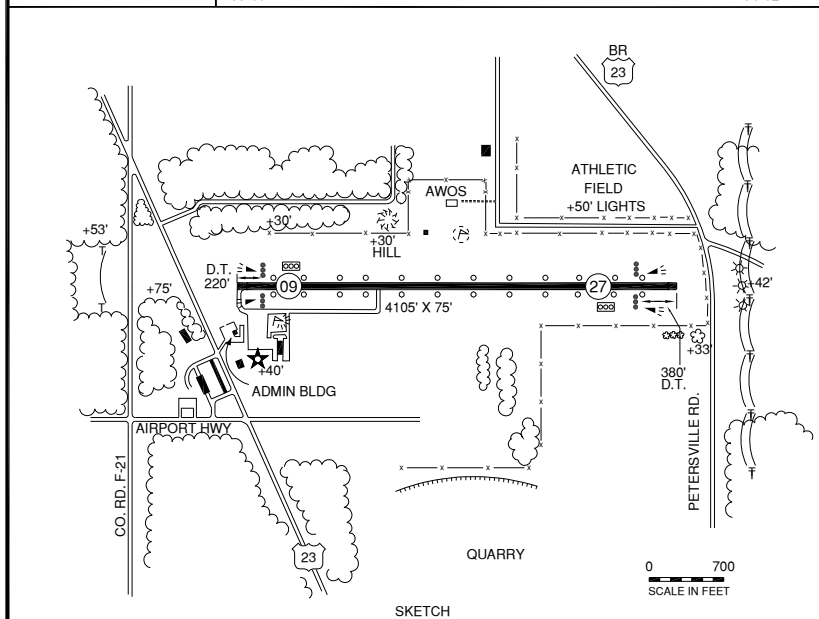 BR
23
ATHLETIC
FIELD
+50' LIGHTS
AWOS
+53'
+30'
+30'
HILL
D.T.
220'
09
27
+42'
+75'
4105' X 75'
+33'
+40'
380'
D.T.
ADMIN BLDG
AIRPORT HWY
CO. RD. F-21
PETERSVILLE RD.
23
QUARRY
0 700
SCALE IN FEET
SKETCH